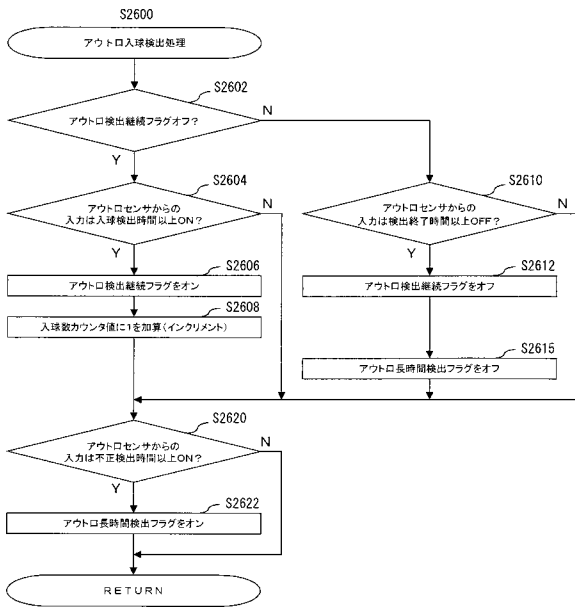 S2600
アウトロ入球検出処理
S2602
アウトロ検出継続フラグオフ?
N
Y
S2604
アウトロセンサからの
入力は入球検出時間以上ON?
N
Y
S2610
アウトロセンサからの
入力は検出終了時間以上OFF?
N
Y
S2606
アウトロ検出継続フラグをオン
S2612
アウトロ検出継続フラグをオフ
S2608
入球数カウンタ値に1を加算(インクリメント)
S2615
アウトロ長時間検出フラグをオフ
S2620
アウトロセンサからの
入力は不正検出時間以上ON?
N
Y
S2622
アウトロ長時間検出フラグをオン
RETURN